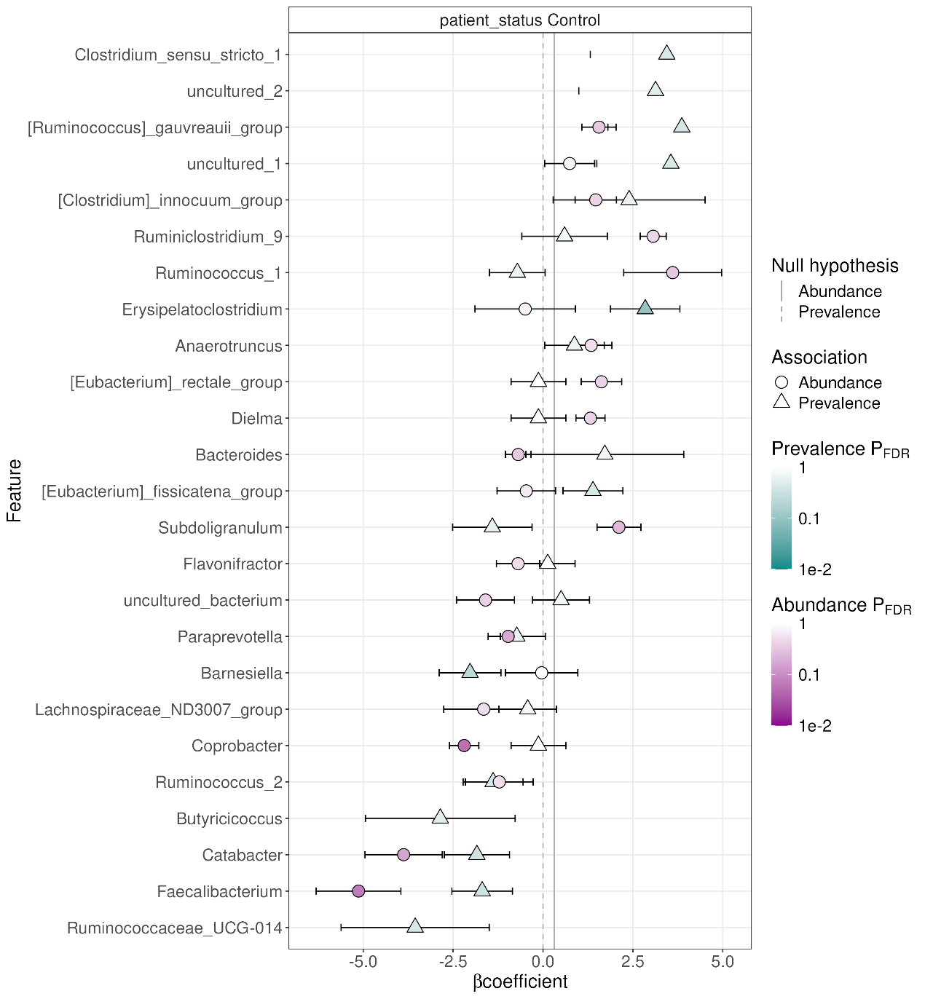 patient_status Control
Clostridium_sensu_stricto_1
uncultured_2
[Ruminococcus]_gauvreauii_group
uncultured_1
[Clostridium]_innocuum_group
Ruminiclostridium_9
Ruminococcus_1
Erysipelatoclostridium
Anaerotruncus
[Eubacterium]_rectale_group
Dielma
Bacteroides
[Eubacterium]_fissicatena_group
Subdoligranulum
Flavonifractor
uncultured_bacterium
Paraprevotella
Barnesiella
Lachnospiraceae_ND3007_group
Coprobacter
Ruminococcus_2
Butyricicoccus
Catabacter
Faecalibacterium
Ruminococcaceae_UCG-014
Feature
-5.0 -2.5 0.0 2.5 5.0
βcoefficient
Null hypothesis
Abundance
Prevalence
Association
Abundance
Prevalence
Prevalence PFDR
1
0.1
1e-2
Abundance PFDR
1
0.1
1e-2